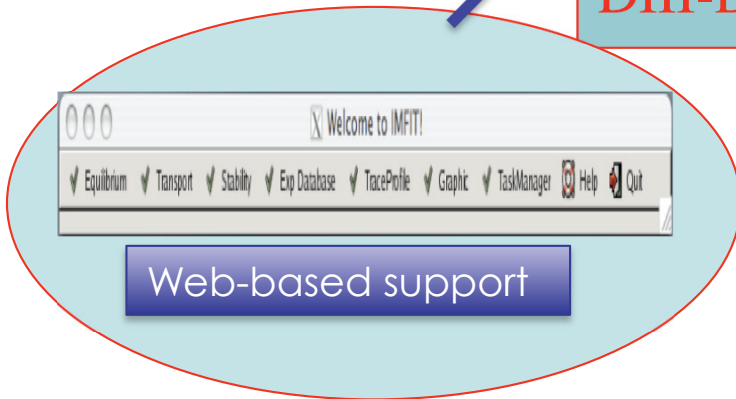 Welcome to IMFIT!
Equilibrium Transport Stability Exp Database TraceProfile Graphic TaskManager Help Quit
Web-based support